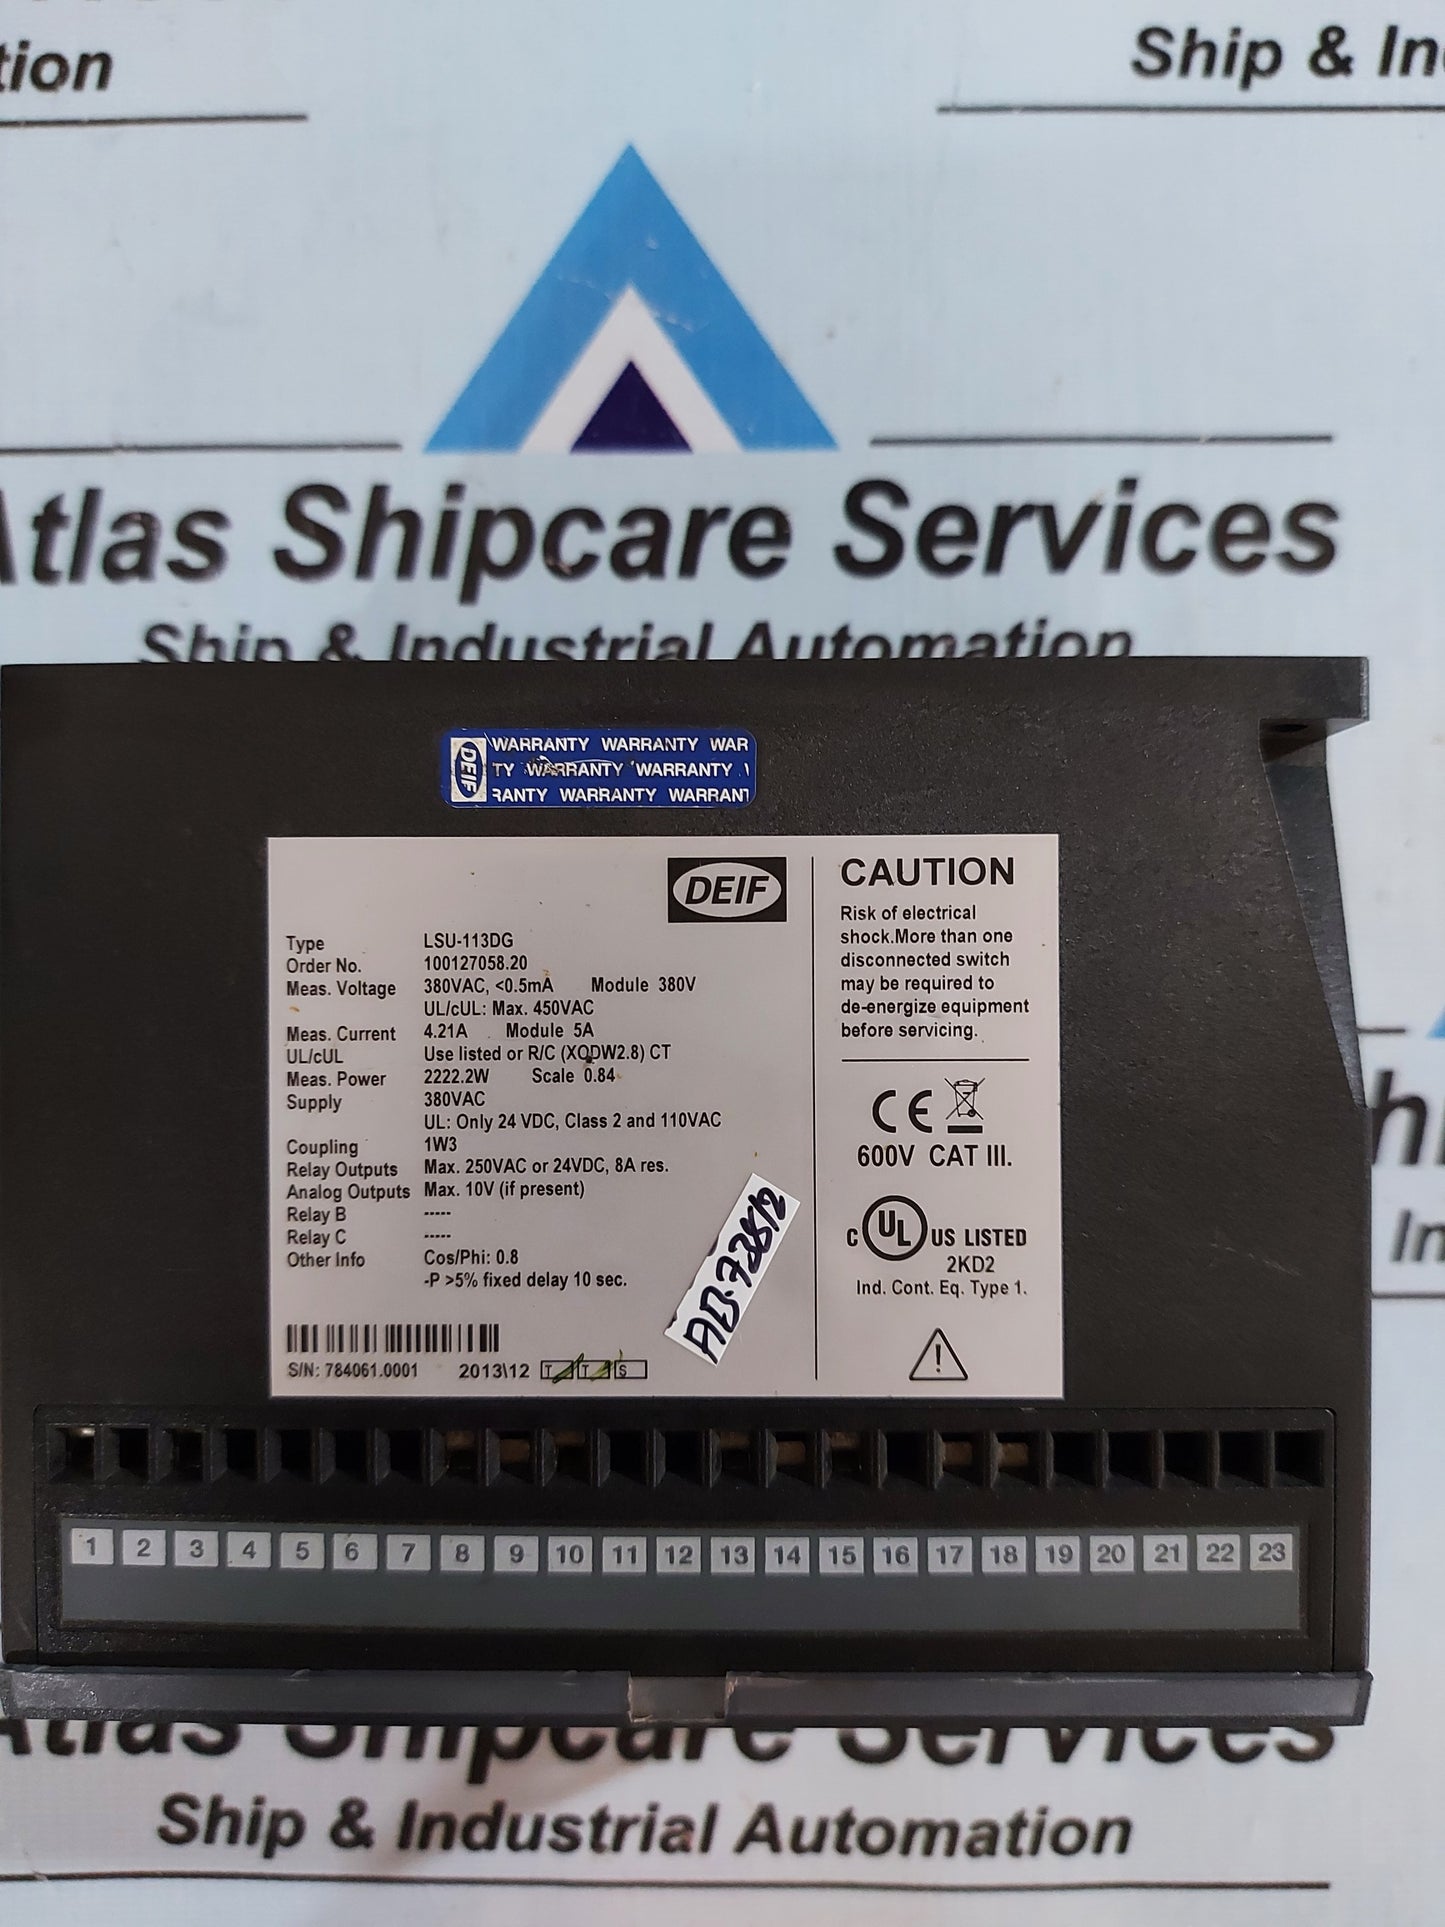 tion
Ship & In
Atlas Shipcare Services
Ship & Industrial Automation
DEIF
WARRANTY WARRANTY WAR
TY WARRANTY WARRANTY
RANTY WARRANTY WARRANT
DEIF
Type LSU-113DG
Order No. 100127058.20
Meas. Voltage 380VAC, <0.5mA Module 380V
UL/cUL: Max. 450VAC
Meas. Current 4.21A Module 5A
UL/cUL Use listed or R/C (XODW2.8) CT
Meas. Power 2222.2W Scale 0.84
Supply 380VAC
UL: Only 24 VDC, Class 2 and 110VAC
Coupling 1W3
Relay Outputs Max. 250VAC or 24VDC, 8A res.
Analog Outputs Max. 10V (if present)
Relay B -----
Relay C -----
Other Info Cos/Phi: 0.8
-P >5% fixed delay 10 sec.
S/N: 784061.0001 2013\12 T T S
CAUTION
Risk of electrical
shock.More than one
disconnected switch
may be required to
de-energize equipment
before servicing.
CE
600V CAT III.
C UL US LISTED
2KD2
Ind. Cont. Eq. Type 1.
!
1 2 3 4 5 6 7 8 9 10 11 12 13 14 15 16 17 18 19 20 21 22 23
Atlas Shipcare Services
Ship & Industrial Automation
hi
In